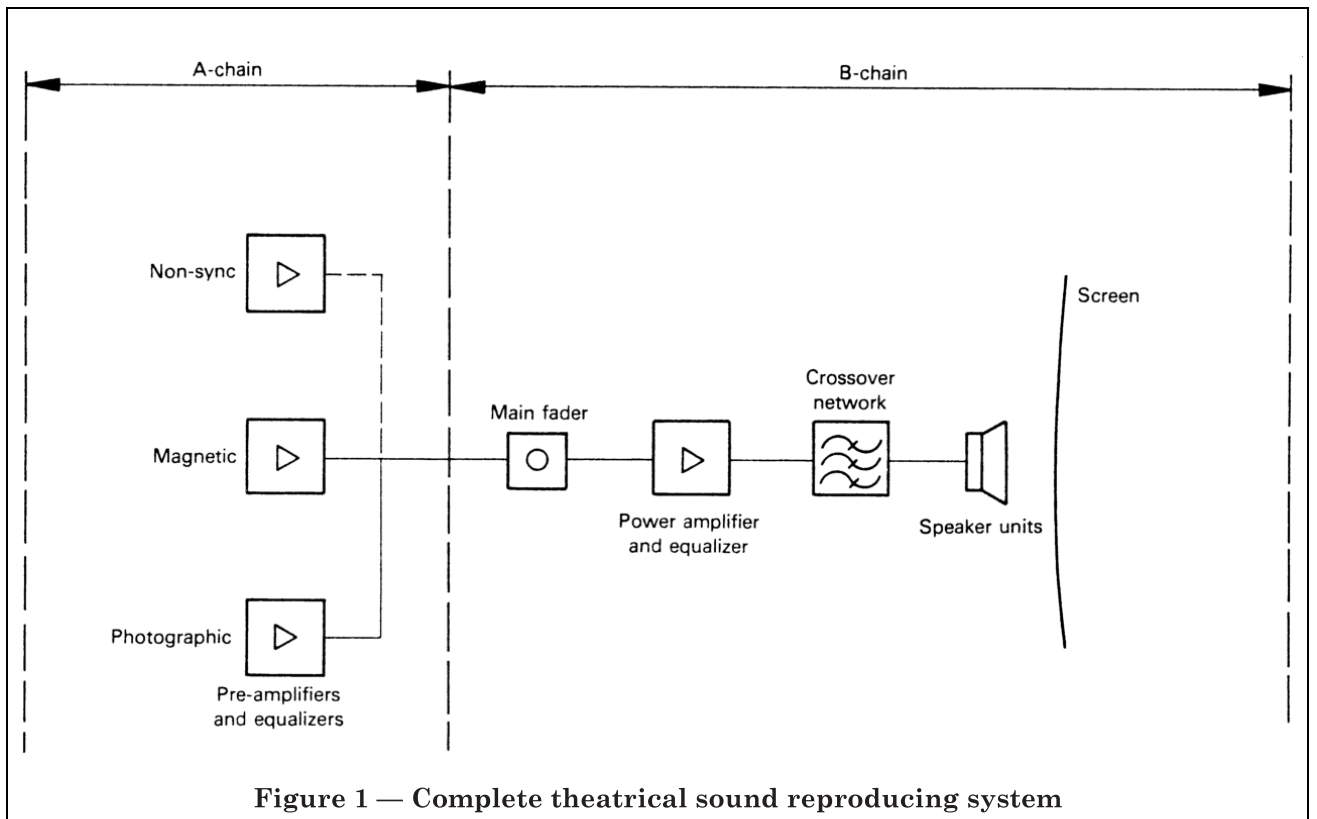 A-chain
B-chain
Non-sync
Screen
Crossover
network
Main fader
Magnetic
Power amplifier
and equalizer
Speaker units
Photographic
Pre-amplifiers
and equalizers
Figure 1 — Complete theatrical sound reproducing system